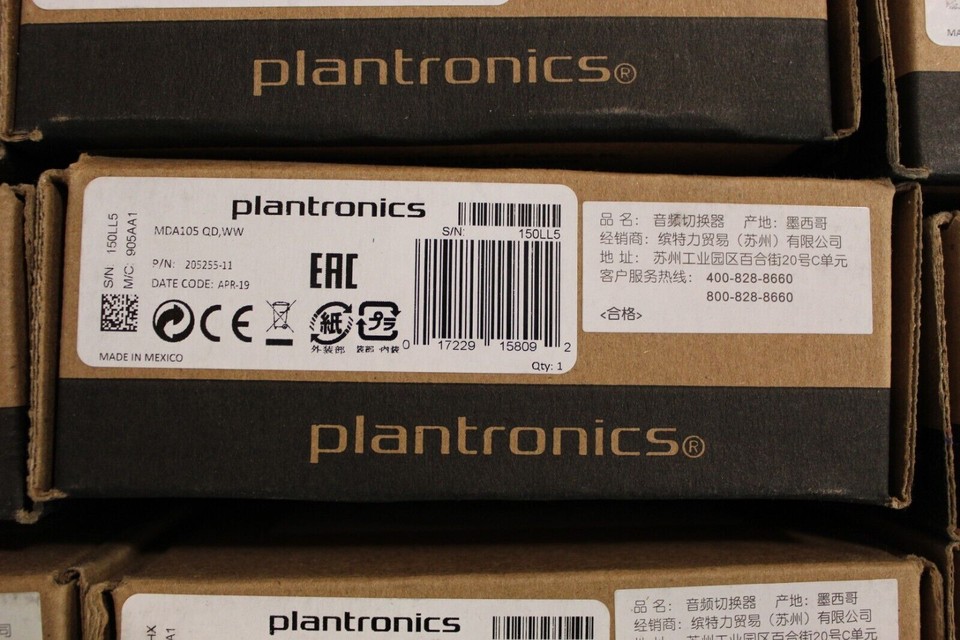 plantronics®
plantronics
MDA105 QD,WW
P/N: 205255-11
DATE CODE: APR-19
S/N: 150LL5
M/C: 905AA1
S/N: 150LL5
EAC
CE
紙
外装部
プラ
装部 内装
0 17229 15809 2
MADE IN MEXICO
Qty: 1
品 名: 音频切换器 产地: 墨西哥
经销商: 缤特力贸易(苏州)有限公司
地 址: 苏州工业园区百合街20号C单元
客户服务热线: 400-828-8660
800-828-8660
<合格>
plantronics®
plantronics
品 名: 音频切换器 产地: 墨西哥
经销商: 缤特力贸易(苏州)有限公司